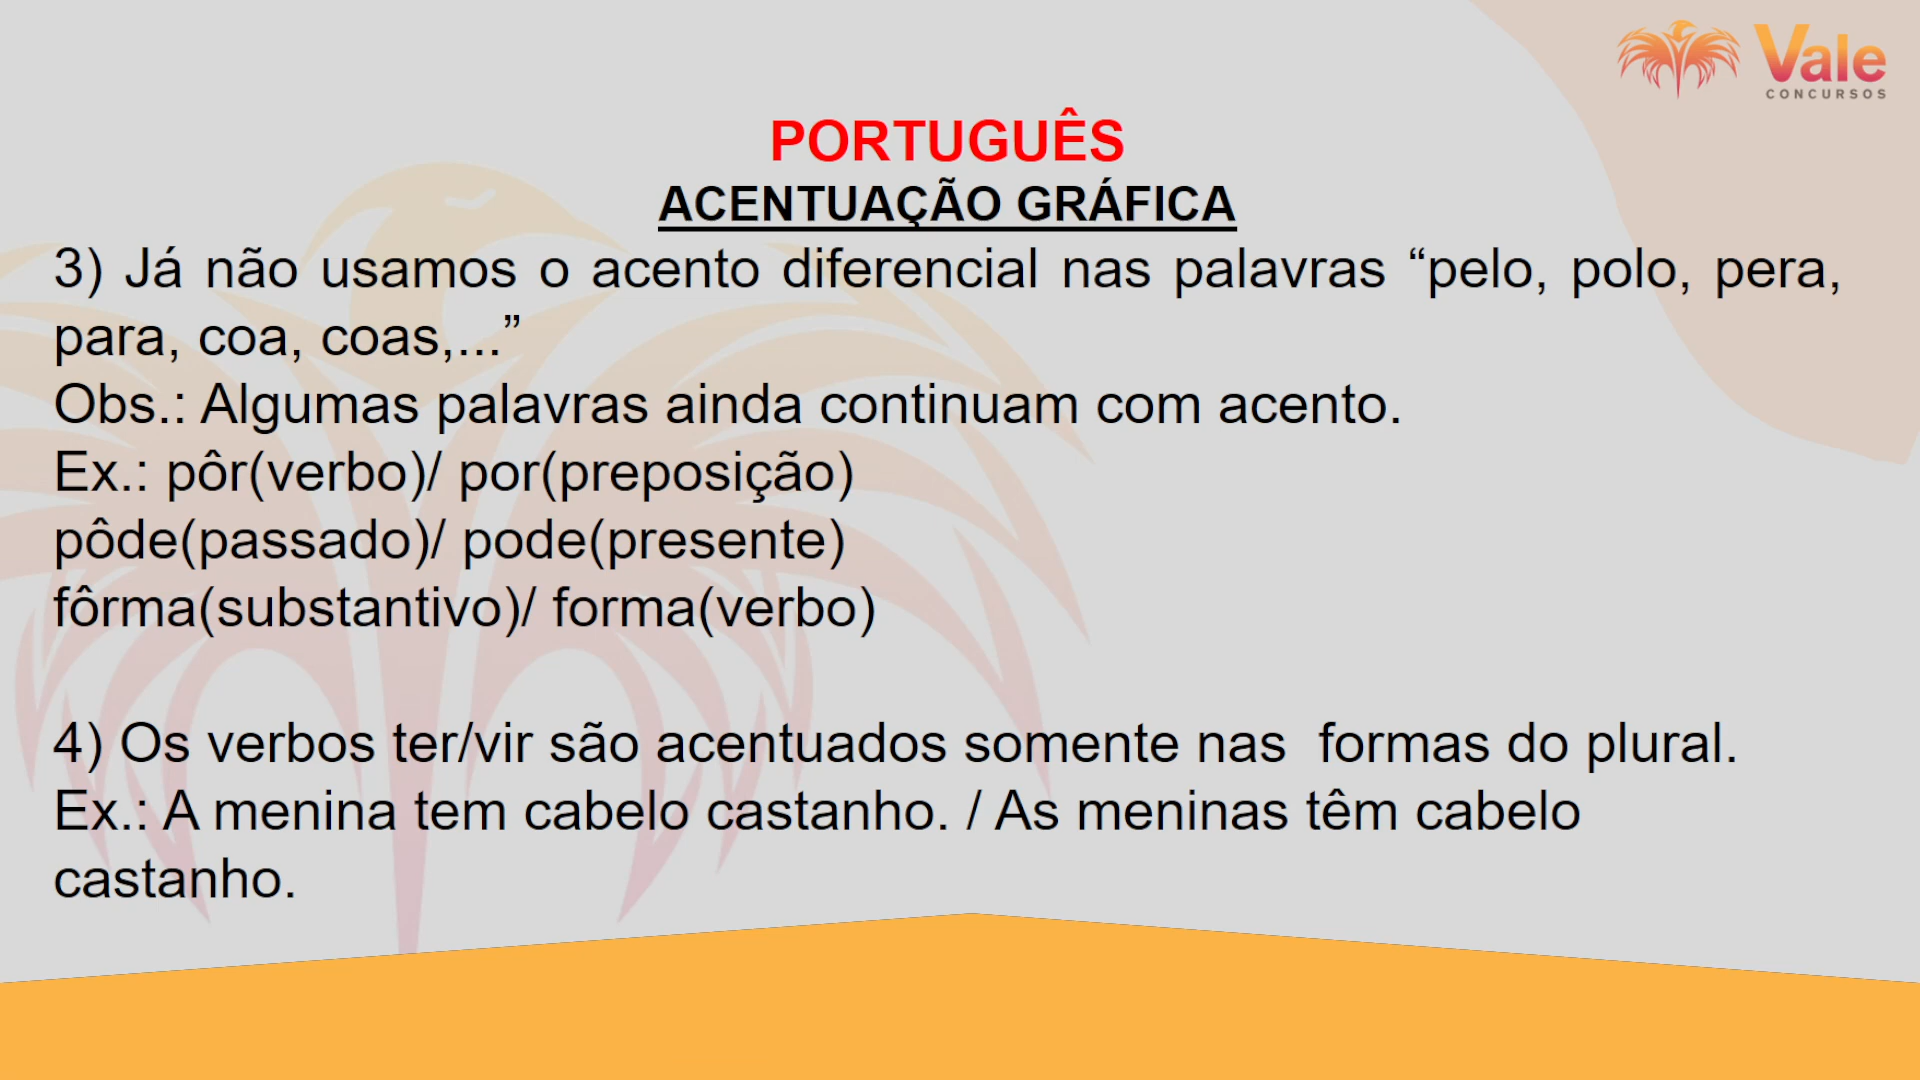 Vale
CONCURSOS
PORTUGUÊS
ACENTUAÇÃO GRÁFICA
3) Já não usamos o acento diferencial nas palavras “pelo, polo, pera,
para, coa, coas,...”
Obs.: Algumas palavras ainda continuam com acento.
Ex.: pôr(verbo)/ por(preposição)
pôde(passado)/ pode(presente)
fôrma(substantivo)/ forma(verbo)
4) Os verbos ter/vir são acentuados somente nas  formas do plural.
Ex.: A menina tem cabelo castanho. / As meninas têm cabelo
castanho.